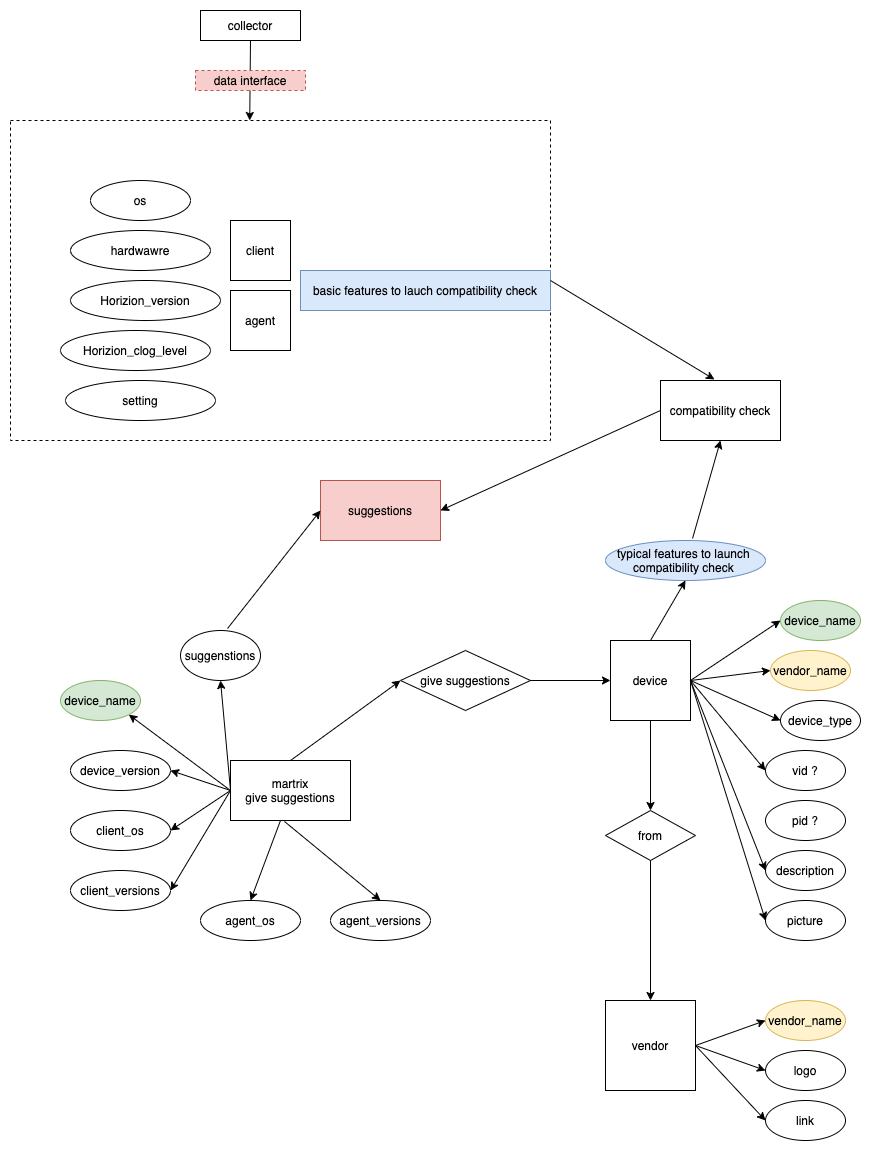 collector
data interface
os
hardwawre
Horizion_version
Horizion_clog_level
setting
client
agent
basic features to lauch compatibility check
compatibility check
suggestions
typical features to launch
compatibility check
suggenstions
give suggestions
device
device_name
vendor_name
device_type
vid ?
pid ?
description
picture
device_name
device_version
client_os
client_versions
martrix
give suggestions
agent_os
agent_versions
from
vendor
vendor_name
logo
link